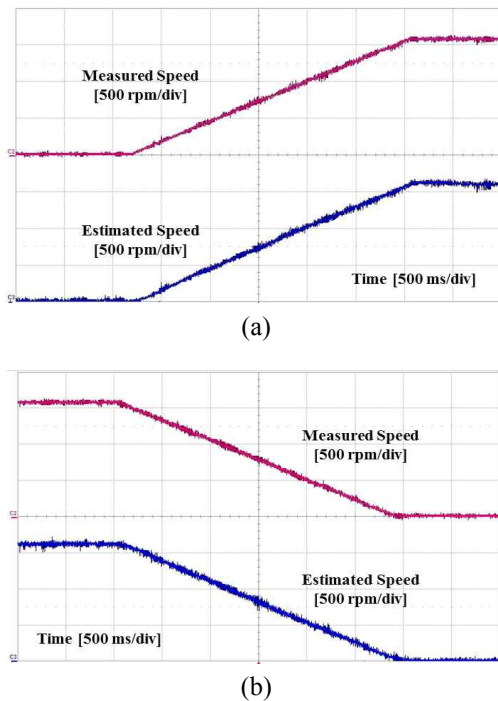 Measured Speed
[500 rpm/div]
Estimated Speed
[500 rpm/div]
Time [500 ms/div]
(a)
Measured Speed
[500 rpm/div]
Estimated Speed
[500 rpm/div]
Time [500 ms/div]
(b)